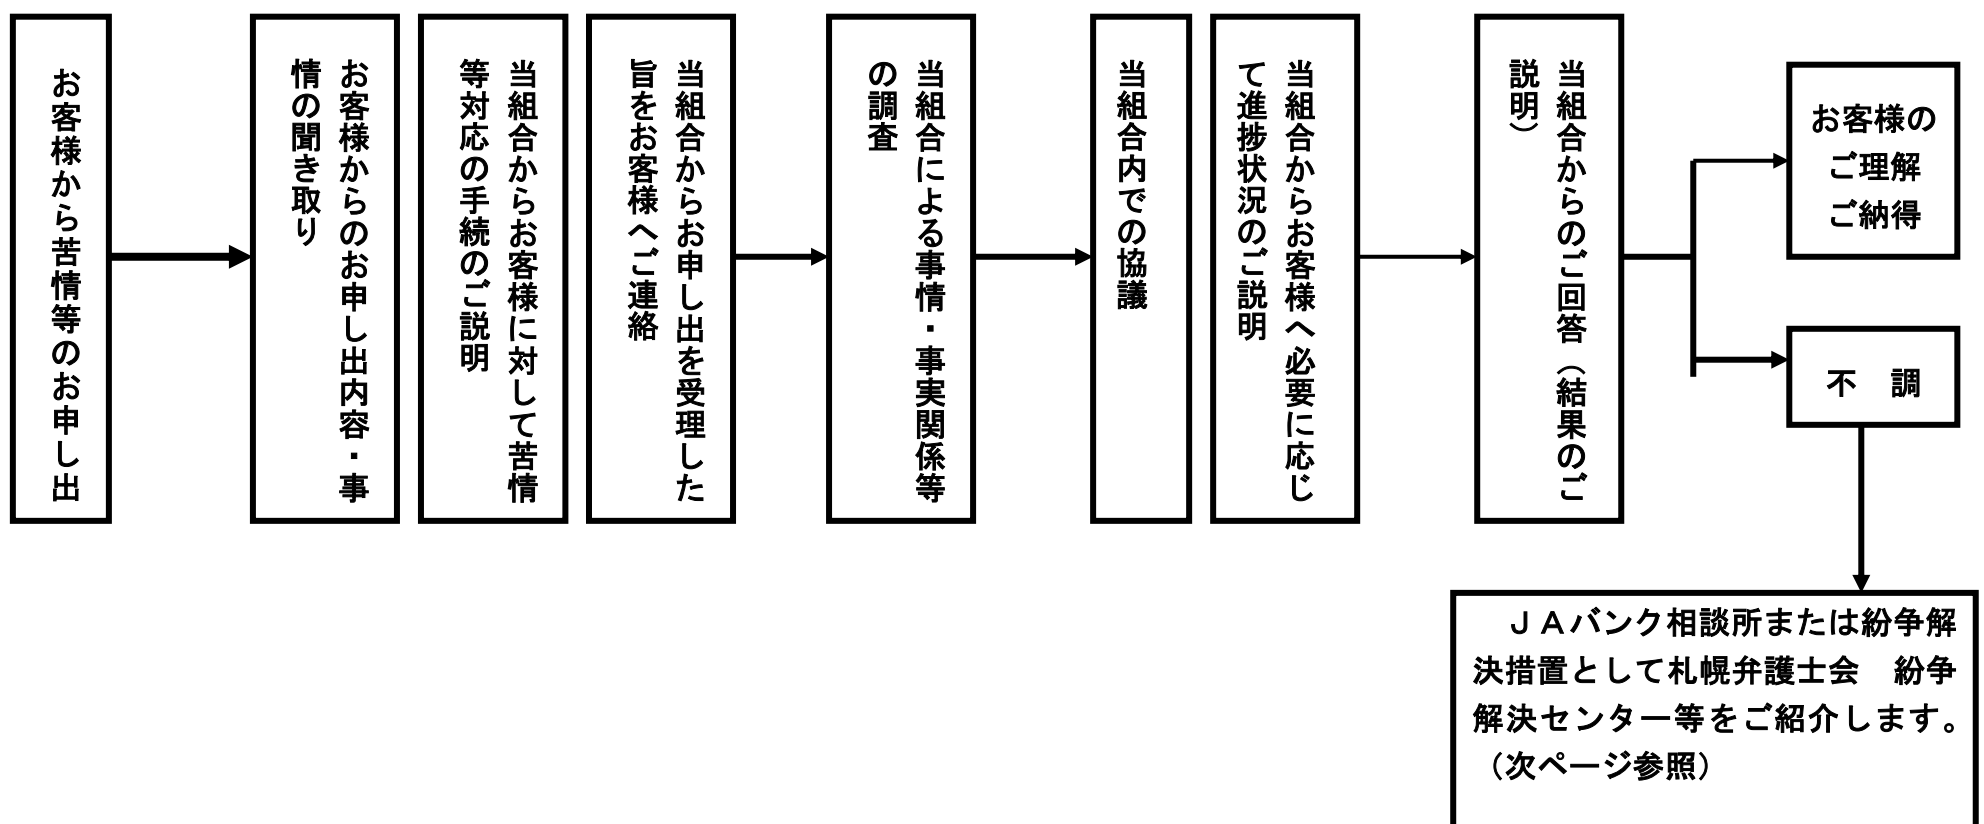 お客様から苦情等のお申し出
お客様からのお申し出内容・事
情の聞き取り
当組合からお客様に対して苦情
等対応の手続のご説明
当組合からお申し出を受理した
旨をお客様へご連絡
当組合による事情・事実関係等
の調査
当組合内での協議
当組合からお客様へ必要に応じ
て進捗状況のご説明
当組合からのご回答（結果のご
説明）
お客様の
ご理解
ご納得
不　調
ＪＡバンク相談所または紛争解
決措置として札幌弁護士会　紛争
解決センター等をご紹介します。
（次ページ参照）